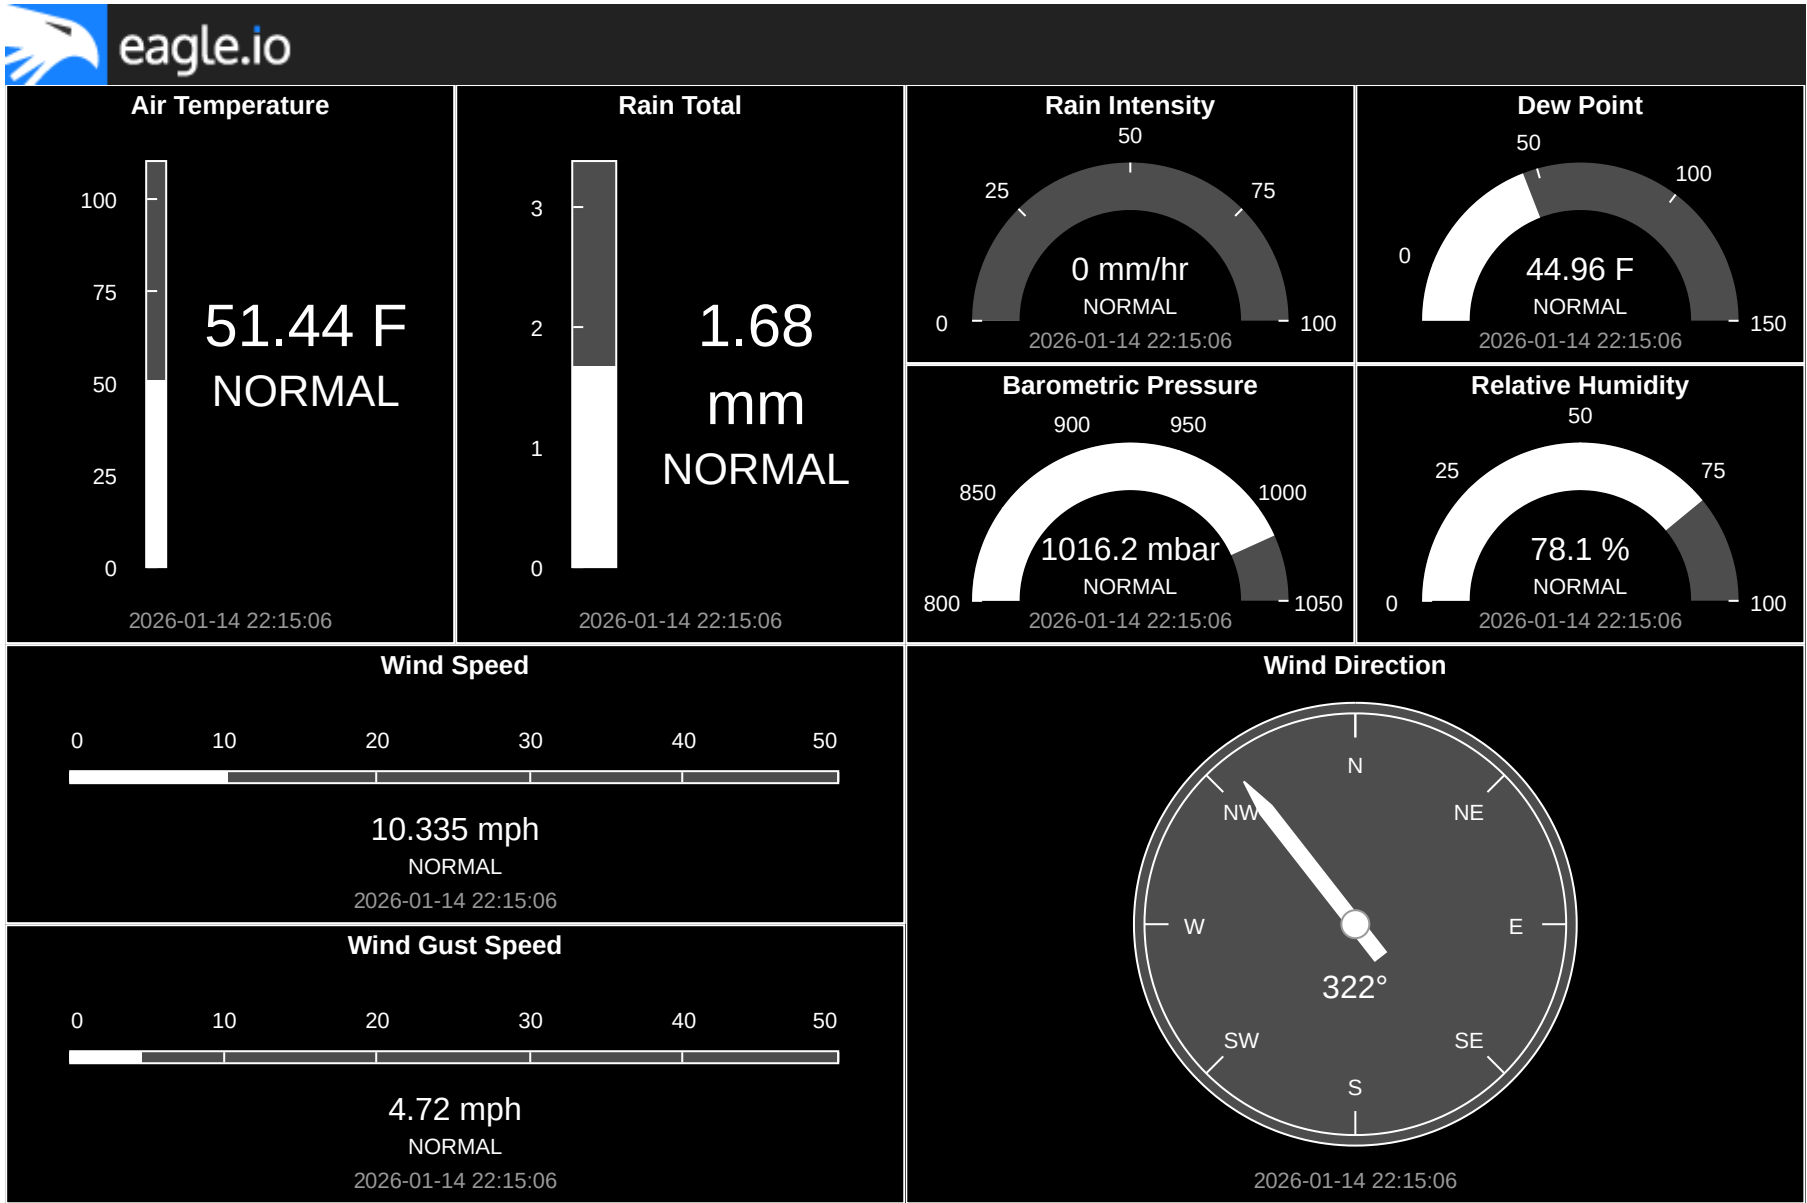 eagle.io
Air Temperature
100
75
50
25
0
51.44 F
NORMAL
2026-01-14 22:15:06
Rain Total
3
2
1
0
1.68
mm
NORMAL
2026-01-14 22:15:06
Rain Intensity
0
25
50
75
100
0 mm/hr
NORMAL
2026-01-14 22:15:06
Dew Point
0
50
100
150
44.96 F
NORMAL
2026-01-14 22:15:06
Barometric Pressure
800
850
900
950
1000
1050
1016.2 mbar
NORMAL
2026-01-14 22:15:06
Relative Humidity
0
25
50
75
100
78.1 %
NORMAL
2026-01-14 22:15:06
Wind Speed
0 10 20 30 40 50
10.335 mph
NORMAL
2026-01-14 22:15:06
Wind Gust Speed
0 10 20 30 40 50
4.72 mph
NORMAL
2026-01-14 22:15:06
Wind Direction
N
NW NE
W E
322°
SW SE
S
2026-01-14 22:15:06